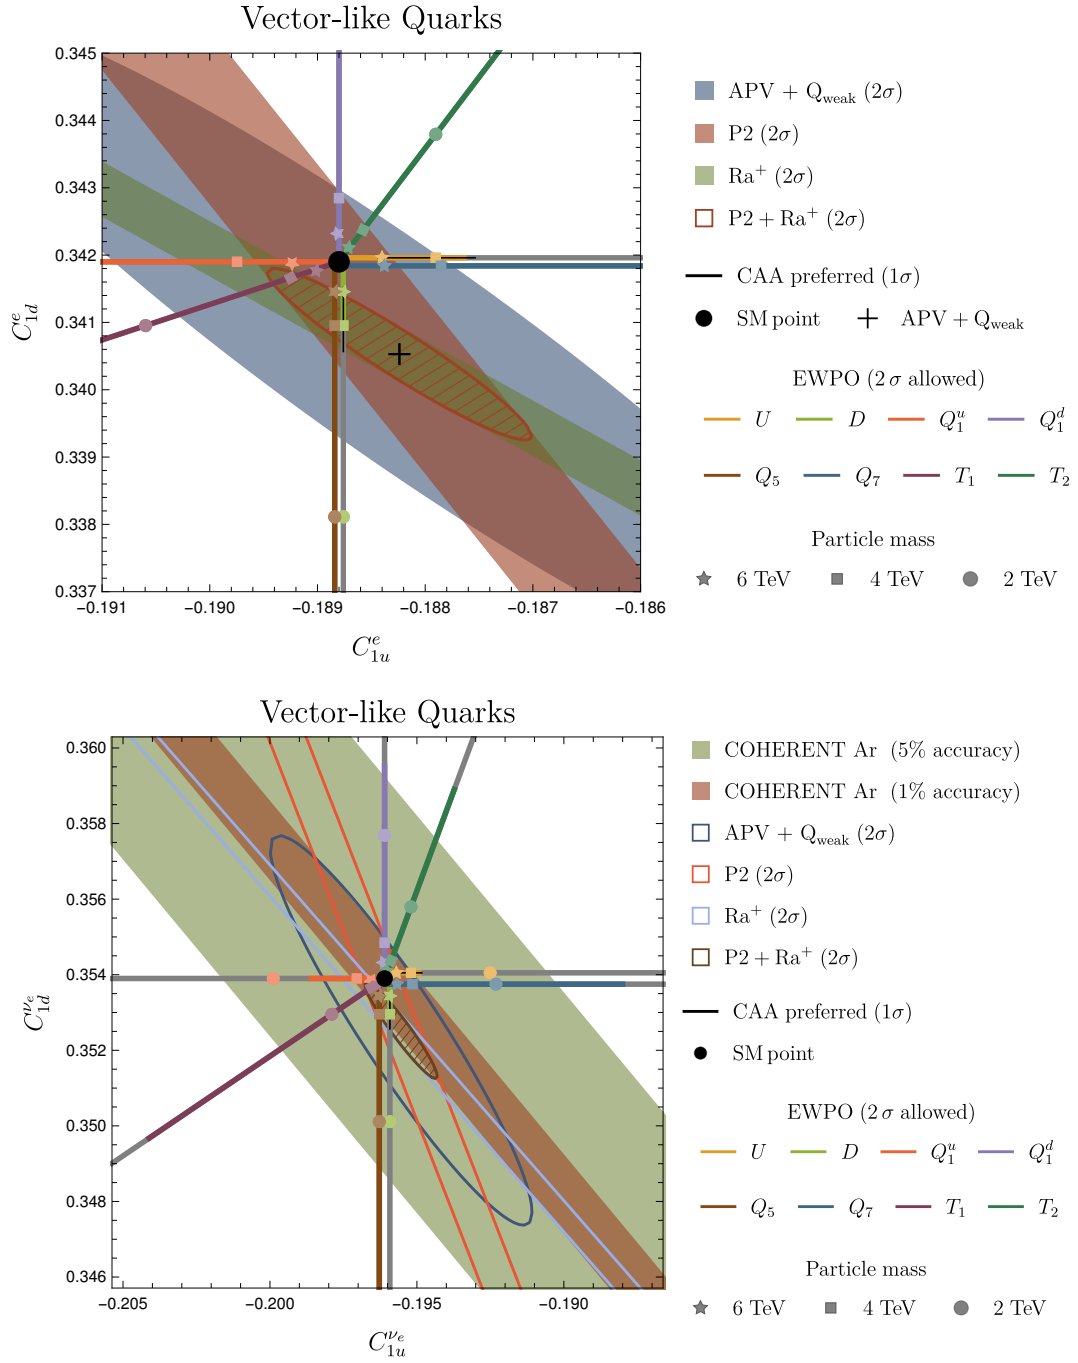 Vector-like Quarks
0.345
0.344
0.343
0.342
0.341
0.340
0.339
0.338
0.337
−0.191
−0.190
−0.189
−0.188
−0.187
−0.186
C^e_{1d}
C^e_{1u}
APV + Q_weak (2σ)
P2 (2σ)
Ra⁺ (2σ)
P2 + Ra⁺ (2σ)
CAA preferred (1σ)
SM point APV + Q_weak
EWPO (2 σ allowed)
U D Q^u_1 Q^d_1
Q_5 Q_7 T_1 T_2
Particle mass
6 TeV 4 TeV 2 TeV
Vector-like Quarks
0.360
0.358
0.356
0.354
0.352
0.350
0.348
0.346
−0.205
−0.200
−0.195
−0.190
C^{ν_e}_{1d}
C^{ν_e}_{1u}
COHERENT Ar (5% accuracy)
COHERENT Ar (1% accuracy)
APV + Q_weak (2σ)
P2 (2σ)
Ra⁺ (2σ)
P2 + Ra⁺ (2σ)
CAA preferred (1σ)
SM point
EWPO (2 σ allowed)
U D Q^u_1 Q^d_1
Q_5 Q_7 T_1 T_2
Particle mass
6 TeV 4 TeV 2 TeV